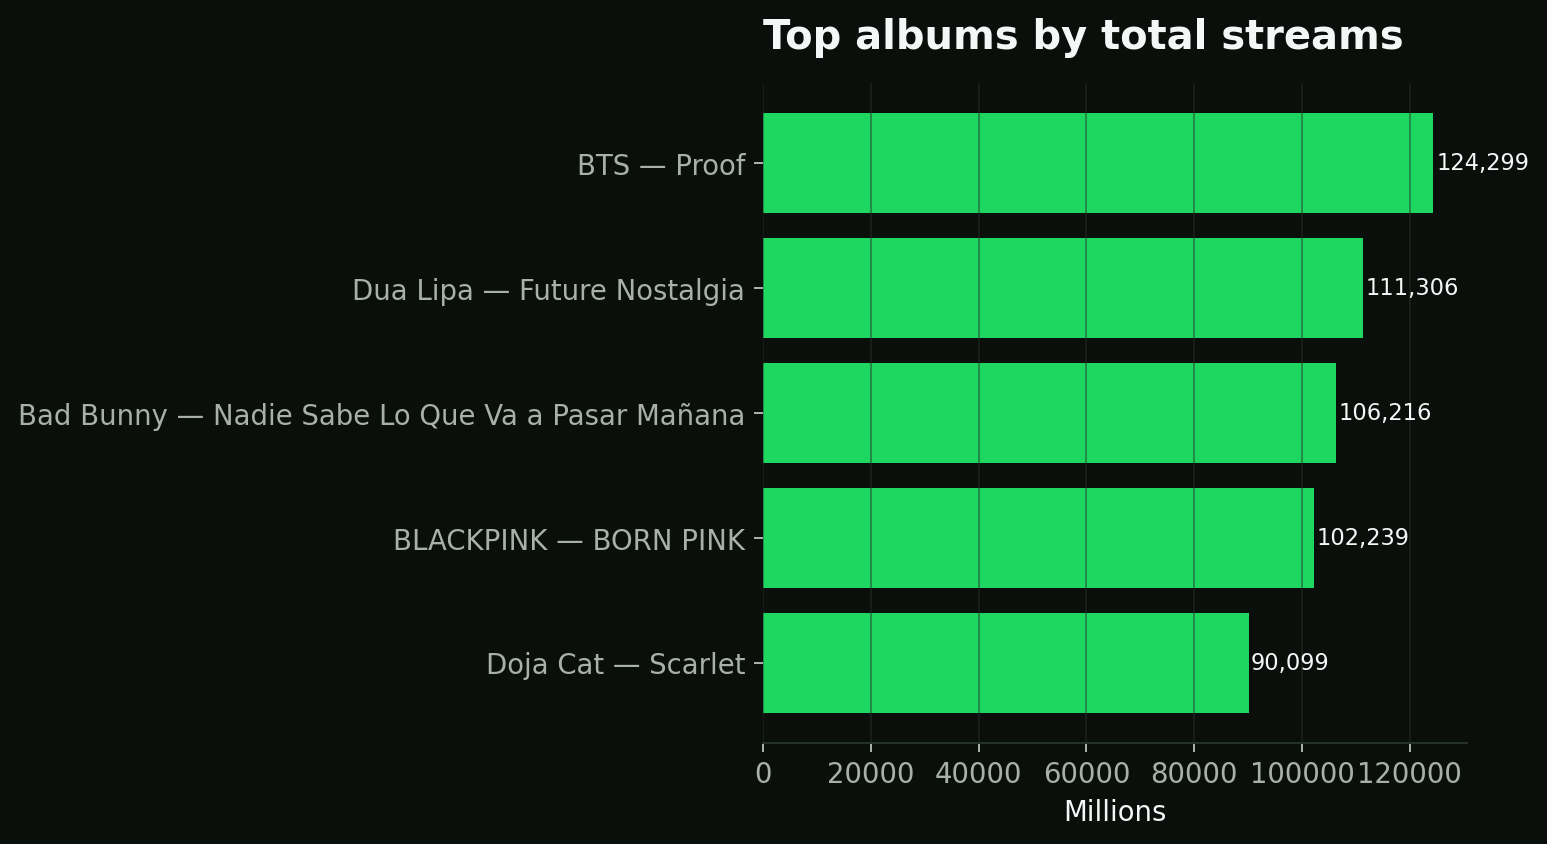 Top albums by total streams
BTS — Proof
124,299
Dua Lipa — Future Nostalgia
111,306
Bad Bunny — Nadie Sabe Lo Que Va a Pasar Mañana
106,216
BLACKPINK — BORN PINK
102,239
Doja Cat — Scarlet
90,099
0 20000 40000 60000 80000 100000 120000
Millions